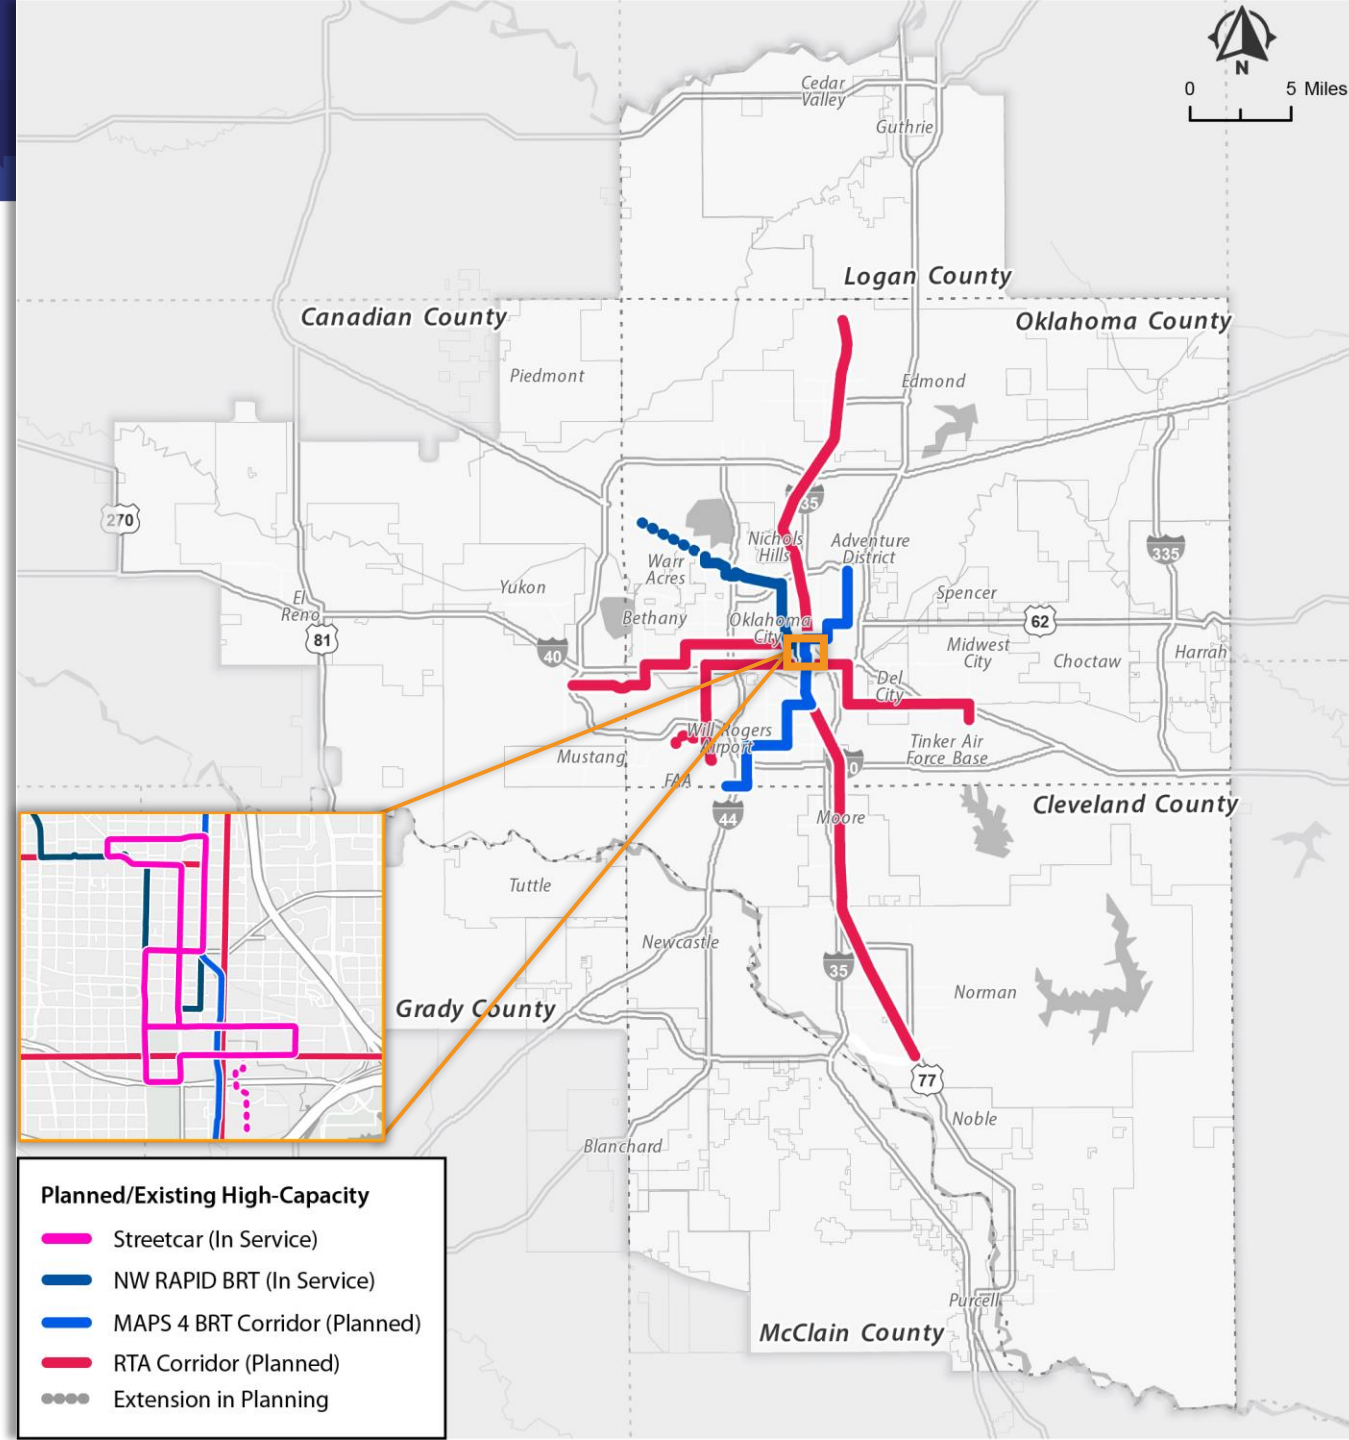 N
0 5 Miles
Cedar
Valley
Guthrie
Logan County
Canadian County
Oklahoma County
Piedmont
Edmond
35
270
Nichols
Hills
Adventure
District
335
Warr
Acres
Yukon
Spencer
El
Reno
Bethany
Oklahoma
City
62
81
40
Midwest
City
Choctaw
Harrah
Del
City
Will Rogers
Airport
Tinker Air
Force Base
Mustang
FAA
Cleveland County
44
Moore
Tuttle
Newcastle
35
Norman
Grady County
77
Noble
Blanchard
Purcell
McClain County
Planned/Existing High-Capacity
Streetcar (In Service)
NW RAPID BRT (In Service)
MAPS 4 BRT Corridor (Planned)
RTA Corridor (Planned)
Extension in Planning